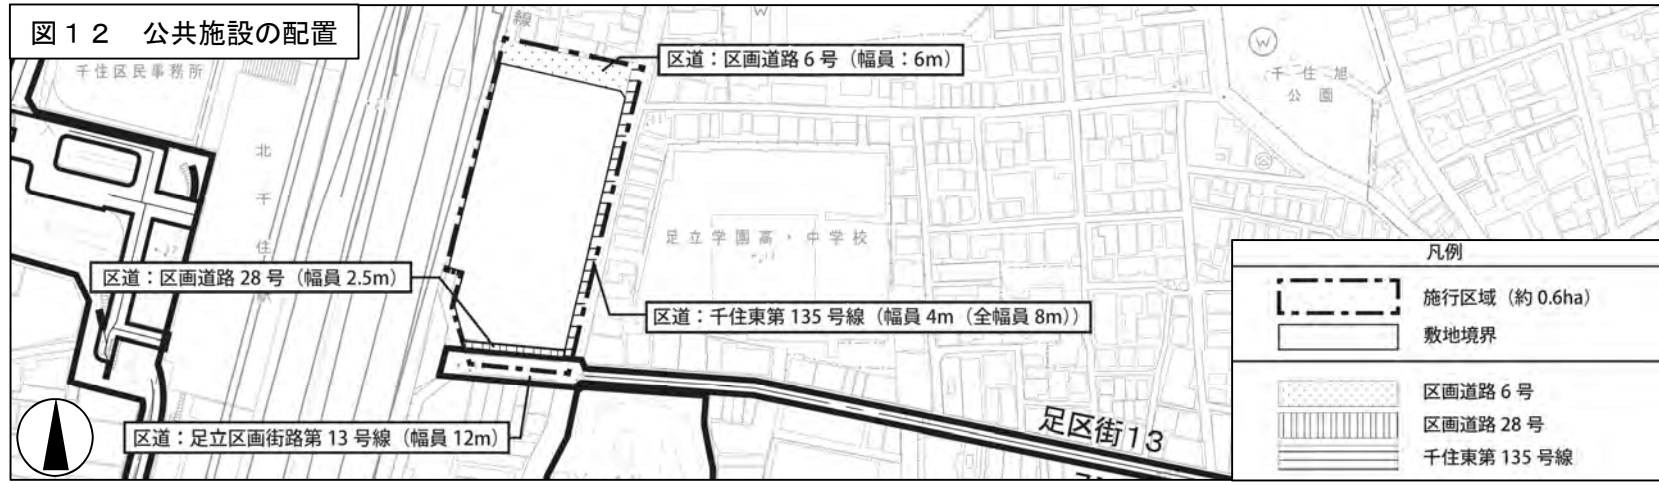 図１２　公共施設の配置
千住区民事務所
線
区道：区画道路 6 号（幅員：6m）
W
W
千住旭
公園
北
千
住
足立学園高・中学校
区道：区画道路 28 号（幅員 2.5m）
区道：千住東第 135 号線（幅員 4m（全幅員 8m））
区道：足立区画街路第 13 号線（幅員 12m）
足区街13
凡例
施行区域（約 0.6ha）
敷地境界
区画道路 6 号
区画道路 28 号
千住東第 135 号線